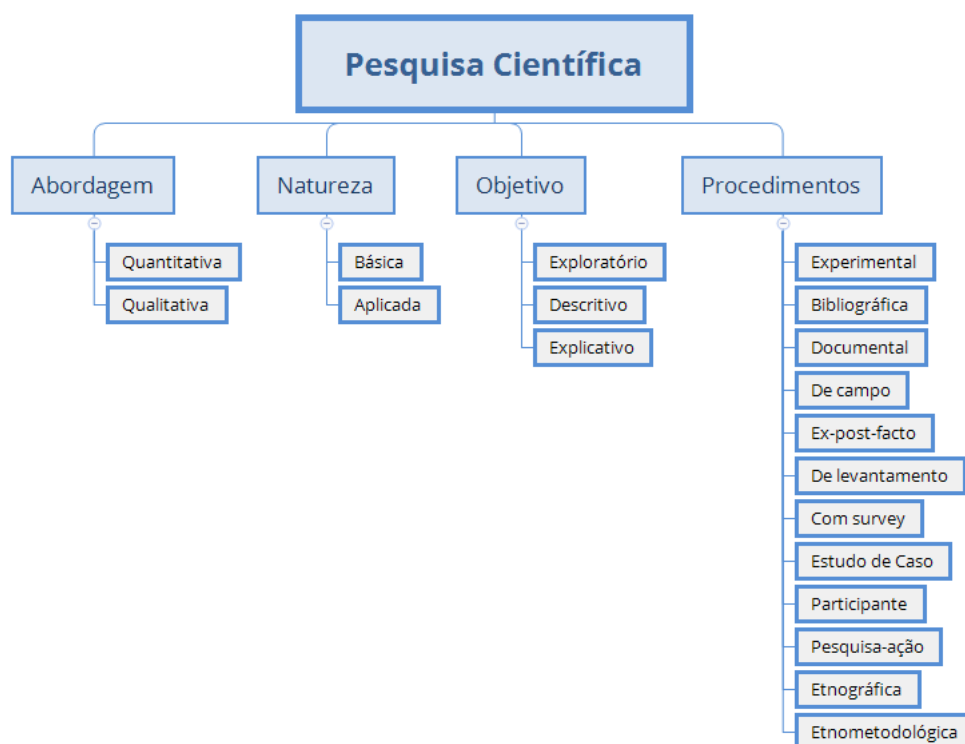 Pesquisa Científica
Abordagem
Quantitativa
Qualitativa
Natureza
Básica
Aplicada
Objetivo
Exploratório
Descritivo
Explicativo
Procedimentos
Experimental
Bibliográfica
Documental
De campo
Ex-post-facto
De levantamento
Com survey
Estudo de Caso
Participante
Pesquisa-ação
Etnográfica
Etnometodológica